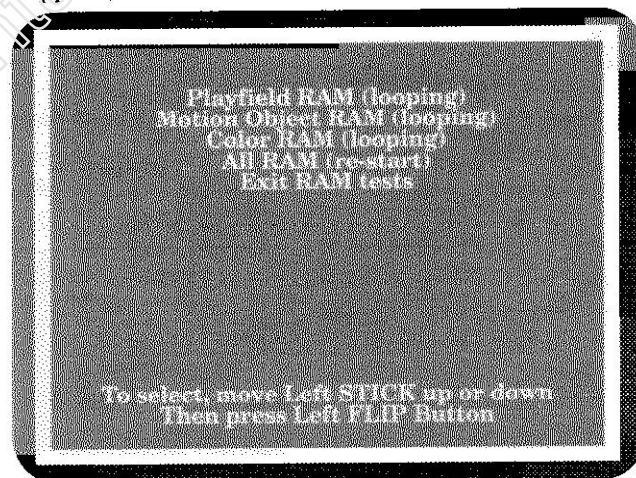 Playfield RAM (looping)
Motion Object RAM (looping)
Color RAM (looping)
All RAM (re-start)
Exit RAM tests
To select, move Left STICK up or down
Then press Left FLIP Button